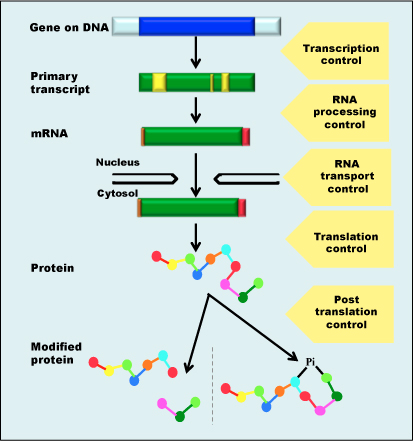 Gene on DNA
Transcription
control
Primary
transcript
RNA
processing
control
mRNA
Nucleus
Cytosol
RNA
transport
control
Translation
control
Protein
Post
translation
control
Modified
protein
Pi